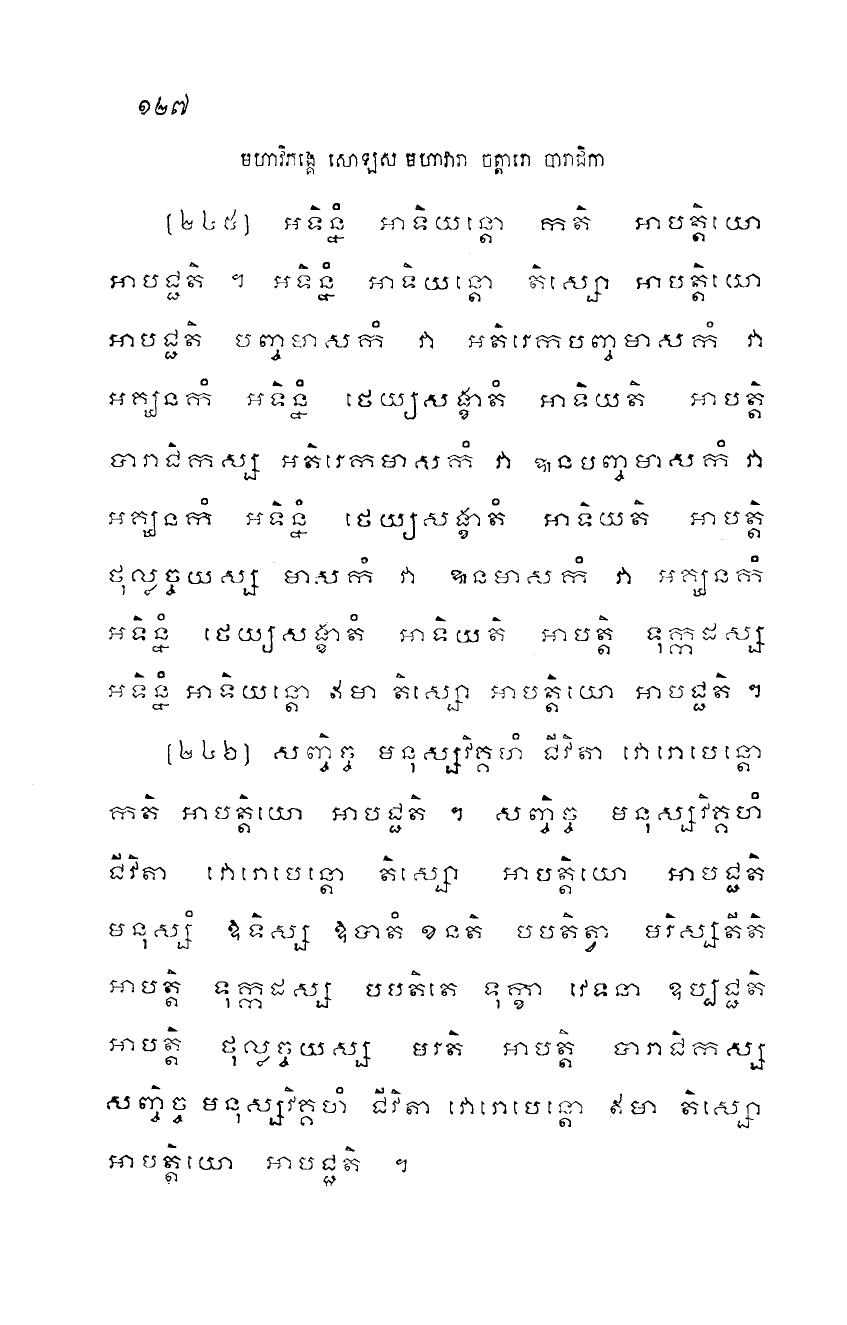 ១២៧
មហាវិភង្គេ សោឡស មហាវារា ចត្តារោ បារាជិកា
[២៤៥] អទិន្នំ អាទិយន្តោ កតិ អាបត្តិយោ
អាបជ្ជតិ ។ អទិន្នំ អាទិយន្តោ តិស្សោ អាបត្តិយោ
អាបជ្ជតិ បញ្ចមាសកំ វា អតិរេកបញ្ចមាសកំ វា
អគ្ឃនកំ អទិន្នំ ថេយ្យសង្ខាតំ អាទិយតិ អាបត្តិ
បារាជិកស្ស អតិរេកមាសកំ វា ឩនបញ្ចមាសកំ វា
អគ្ឃនកំ អទិន្នំ ថេយ្យសង្ខាតំ អាទិយតិ អាបត្តិ
ថុល្លច្ចយស្ស មាសកំ វា ឩនមាសកំ វា អគ្ឃនកំ
អទិន្នំ ថេយ្យសង្ខាតំ អាទិយតិ អាបត្តិ ទុក្កដស្ស
អទិន្នំ អាទិយន្តោ ឥមា តិស្សោ អាបត្តិយោ អាបជ្ជតិ ។
[២៤៦] សញ្ចិច្ច មនុស្សវិគ្គហំ ជីវិតា វោរោបេន្តោ
កតិ អាបត្តិយោ អាបជ្ជតិ ។ សញ្ចិច្ច មនុស្សវិគ្គហំ
ជីវិតា វោរោបេន្តោ តិស្សោ អាបត្តិយោ អាបជ្ជតិ
មនុស្សំ ឱទិស្ស ឱបាតំ ខនតិ បបតិត្វា មរិស្សតីតិ
អាបត្តិ ទុក្កដស្ស បបតិតេ ទុក្ខា វេទនា ឧប្បជ្ជតិ
អាបត្តិ ថុល្លច្ចយស្ស មរតិ អាបត្តិ បារាជិកស្ស
សញ្ចិច្ច មនុស្សវិគ្គហំ ជីវិតា វោរោបេន្តោ ឥមា តិស្សោ
អាបត្តិយោ អាបជ្ជតិ ។